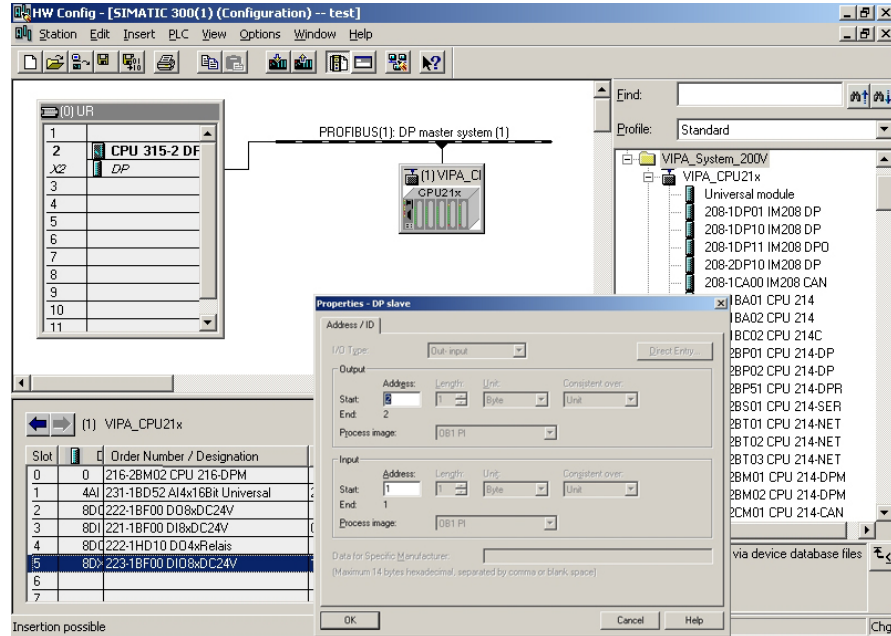 HW Config - [SIMATIC 300(1) (Configuration) -- test]
Station Edit Insert PLC View Options Window Help
(0) UR
1
2 CPU 315-2 DF
X2 DP
3
4
5
6
7
8
9
10
11
PROFIBUS(1): DP master system (1)
(1) VIPA_CI
CPU21x
Find:
Profile: Standard
VIPA_System_200V
VIPA_CPU21x
Universal module
208-1DP01 IM208 DP
208-1DP10 IM208 DP
208-1DP11 IM208 DPO
208-2DP10 IM208 DP
208-1CA00 IM208 CAN
1BA01 CPU 214
1BA02 CPU 214
1BC02 CPU 214C
2BP01 CPU 214-DP
2BP02 CPU 214-DP
2BP51 CPU 214-DPR
2BS01 CPU 214-SER
2BT01 CPU 214-NET
2BT02 CPU 214-NET
2BT03 CPU 214-NET
2BM01 CPU 214-DPM
2BM02 CPU 214-DPM
2CM01 CPU 214-CAN
via device database files
Properties - DP slave
Address / ID
I/O Type: Out- input Direct Entry...
Output
Address: Length: Unit: Consistent over:
Start: 2 1 Byte Unit
End: 2
Process image: OB1 PI
Input
Address: Length: Unit: Consistent over:
Start: 1 1 Byte Unit
End: 1
Process image: OB1 PI
Data for Specific Manufacturer:
(Maximum 14 bytes hexadecimal, separated by comma or blank space)
OK Cancel Help
(1) VIPA_CPU21x
Slot D Order Number / Designation
0 0 216-2BM02 CPU 216-DPM
1 4AI 231-1BD52 AI4x16Bit Universal 2
2 8DO 222-1BF00 DO8xDC24V
3 8DI 221-1BF00 DI8xDC24V 0
4 8DO 222-1HD10 DO4xRelais
5 8DX 223-1BF00 DIO8xDC24V 1
6
7
Insertion possible
Chg